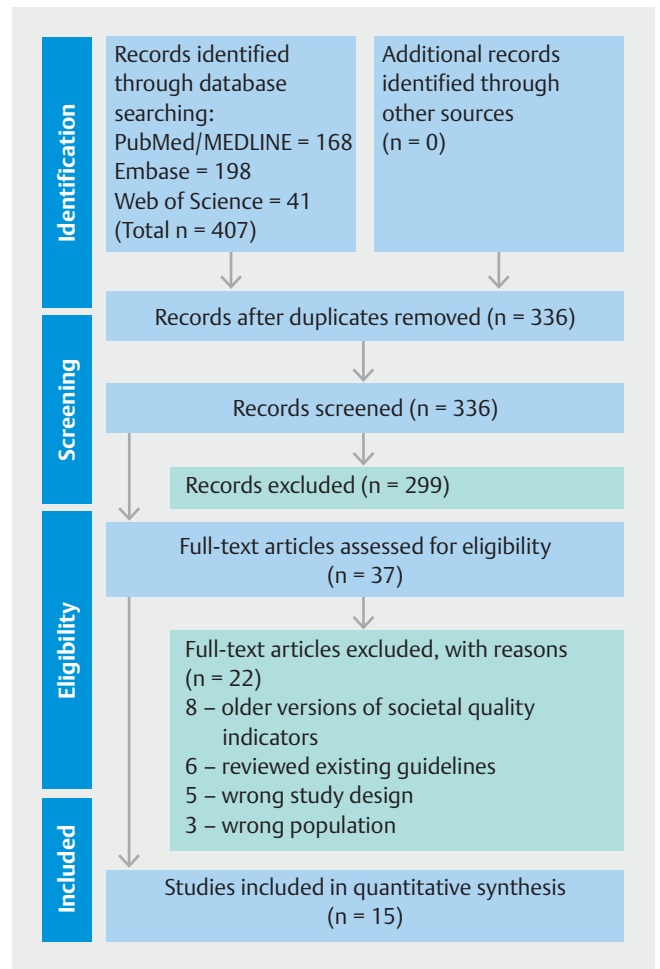 Identification
Records identified
through database
searching:
PubMed/MEDLINE = 168
Embase = 198
Web of Science = 41
(Total n = 407)
Additional records
identified through
other sources
(n = 0)
Records after duplicates removed (n = 336)
Screening
Records screened (n = 336)
Records excluded (n = 299)
Eligibility
Full-text articles assessed for eligibility
(n = 37)
Full-text articles excluded, with reasons
(n = 22)
8 – older versions of societal quality
indicators
6 – reviewed existing guidelines
5 – wrong study design
3 – wrong population
Included
Studies included in quantitative synthesis
(n = 15)